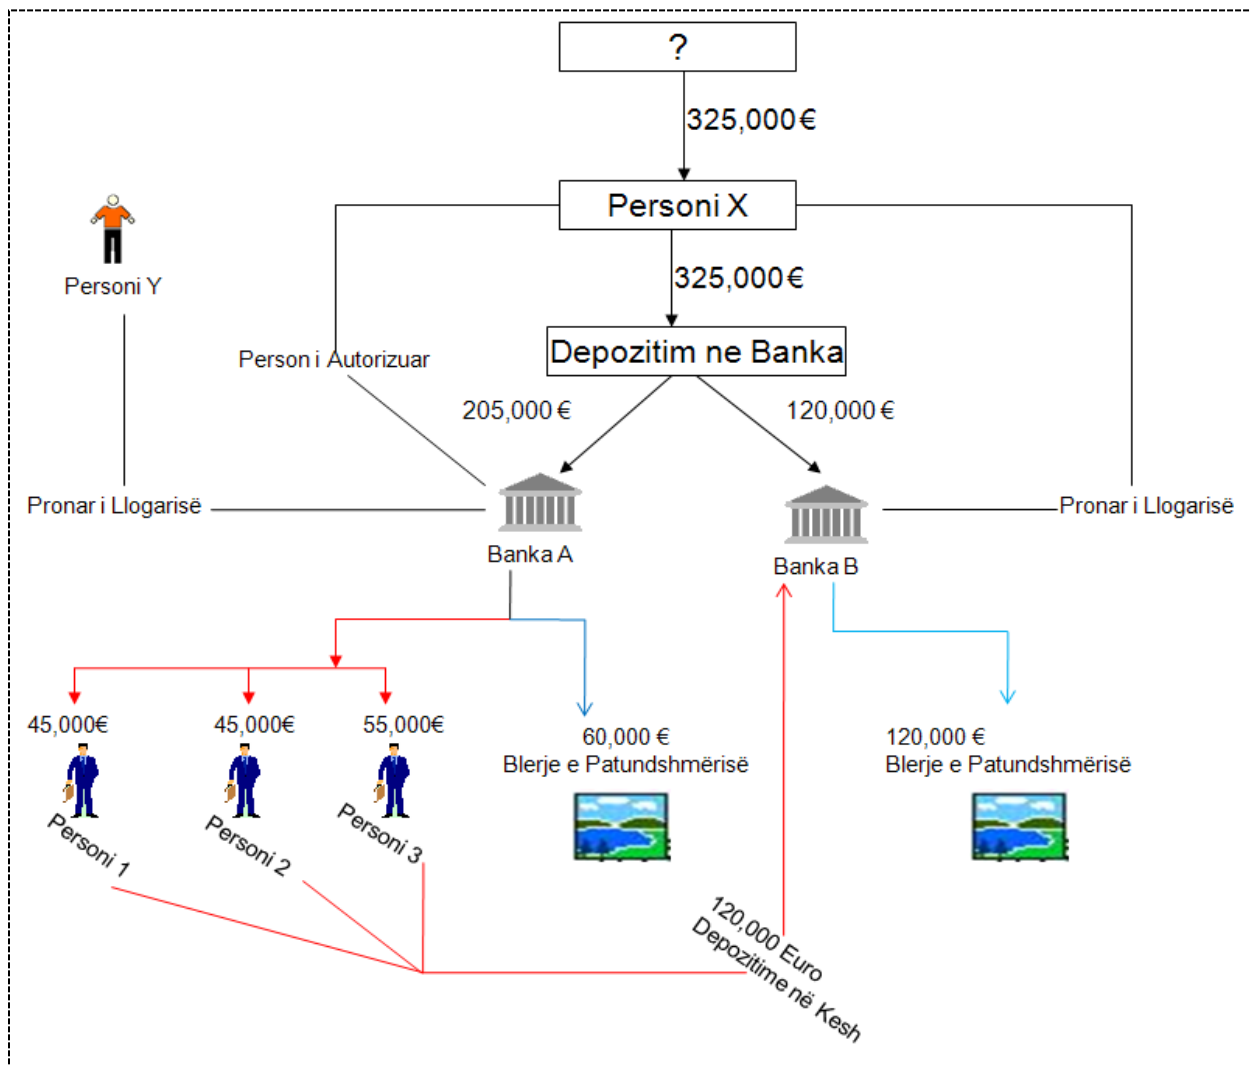 ?
325,000 €
Personi X
325,000 €
Personi Y
Person i Autorizuar
Depozitim ne Banka
205,000 €
120,000 €
Pronar i Llogarisë
Pronar i Llogarisë
Banka A
Banka B
45,000€
45,000€
55,000€
60,000 €
Blerje e Patundshmërisë
120,000 €
Blerje e Patundshmërisë
Personi 1
Personi 2
Personi 3
120,000 Euro
Depozitime në Kesh